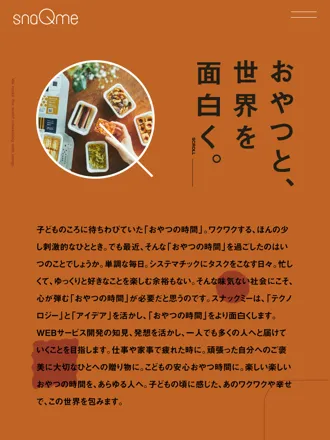 snaQme
おやつと、
世界を
面白く。
SCROLL
子どものころに待ちわびていた「おやつの時間」。ワクワクする、ほんの少
し刺激的なひととき。でも最近、そんな「おやつの時間」を過ごしたのはい
つのことでしょうか。単調な毎日。システマチックにタスクをこなす日々。忙し
くて、ゆっくりと好きなことを楽しむ余裕もない。そんな味気ない社会にこそ、
心が弾む「おやつの時間」が必要だと思うのです。スナックミーは、「テクノ
ロジー」と「アイデア」を活かし、「おやつの時間」をより面白くします。
WEBサービス開発の知見、発想を活かし、一人でも多くの人へと届けて
いくことを目指します。仕事や家事で疲れた時に。頑張った自分へのご褒
美に大切なひとへの贈り物に。こどもの安心おやつ時間に。楽しい楽しい
おやつの時間を、あらゆる人へ。子どもの頃に感じた、あのワクワクや幸せ
で、この世界を包みます。